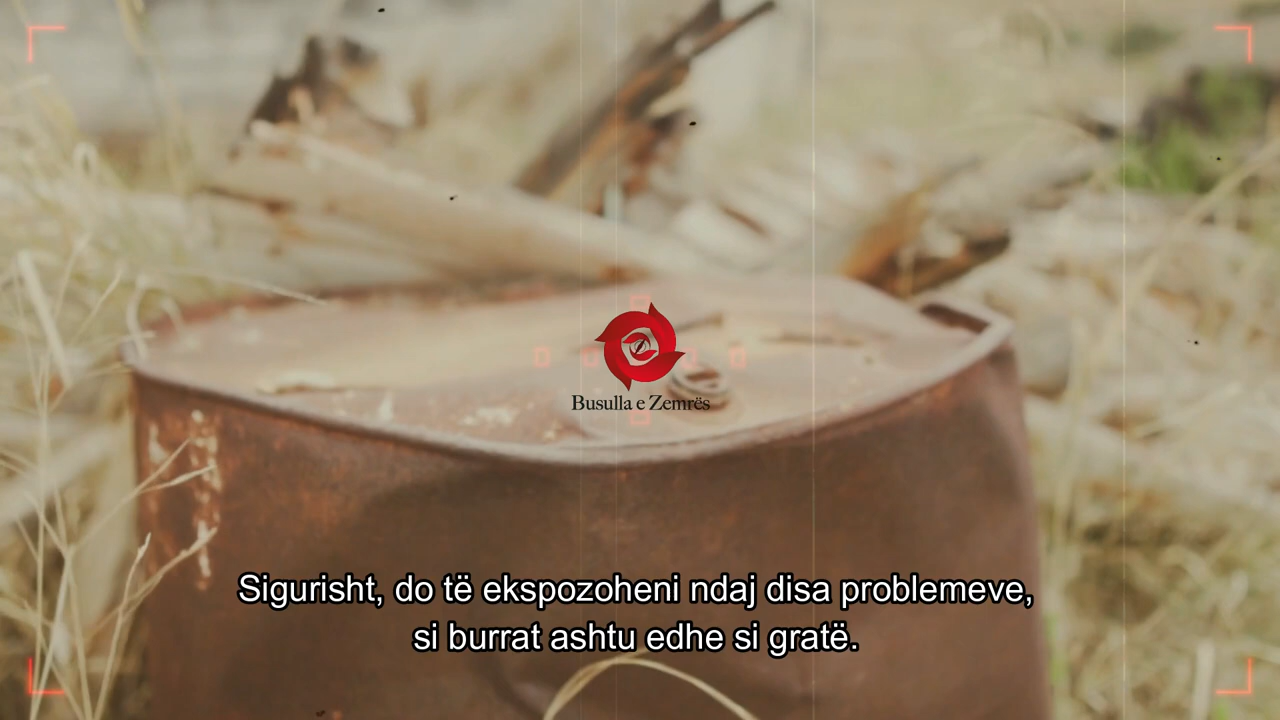 Busulla e Zemrës
Sigurisht, do të ekspozoheni ndaj disa problemeve,
si burrat ashtu edhe si gratë.